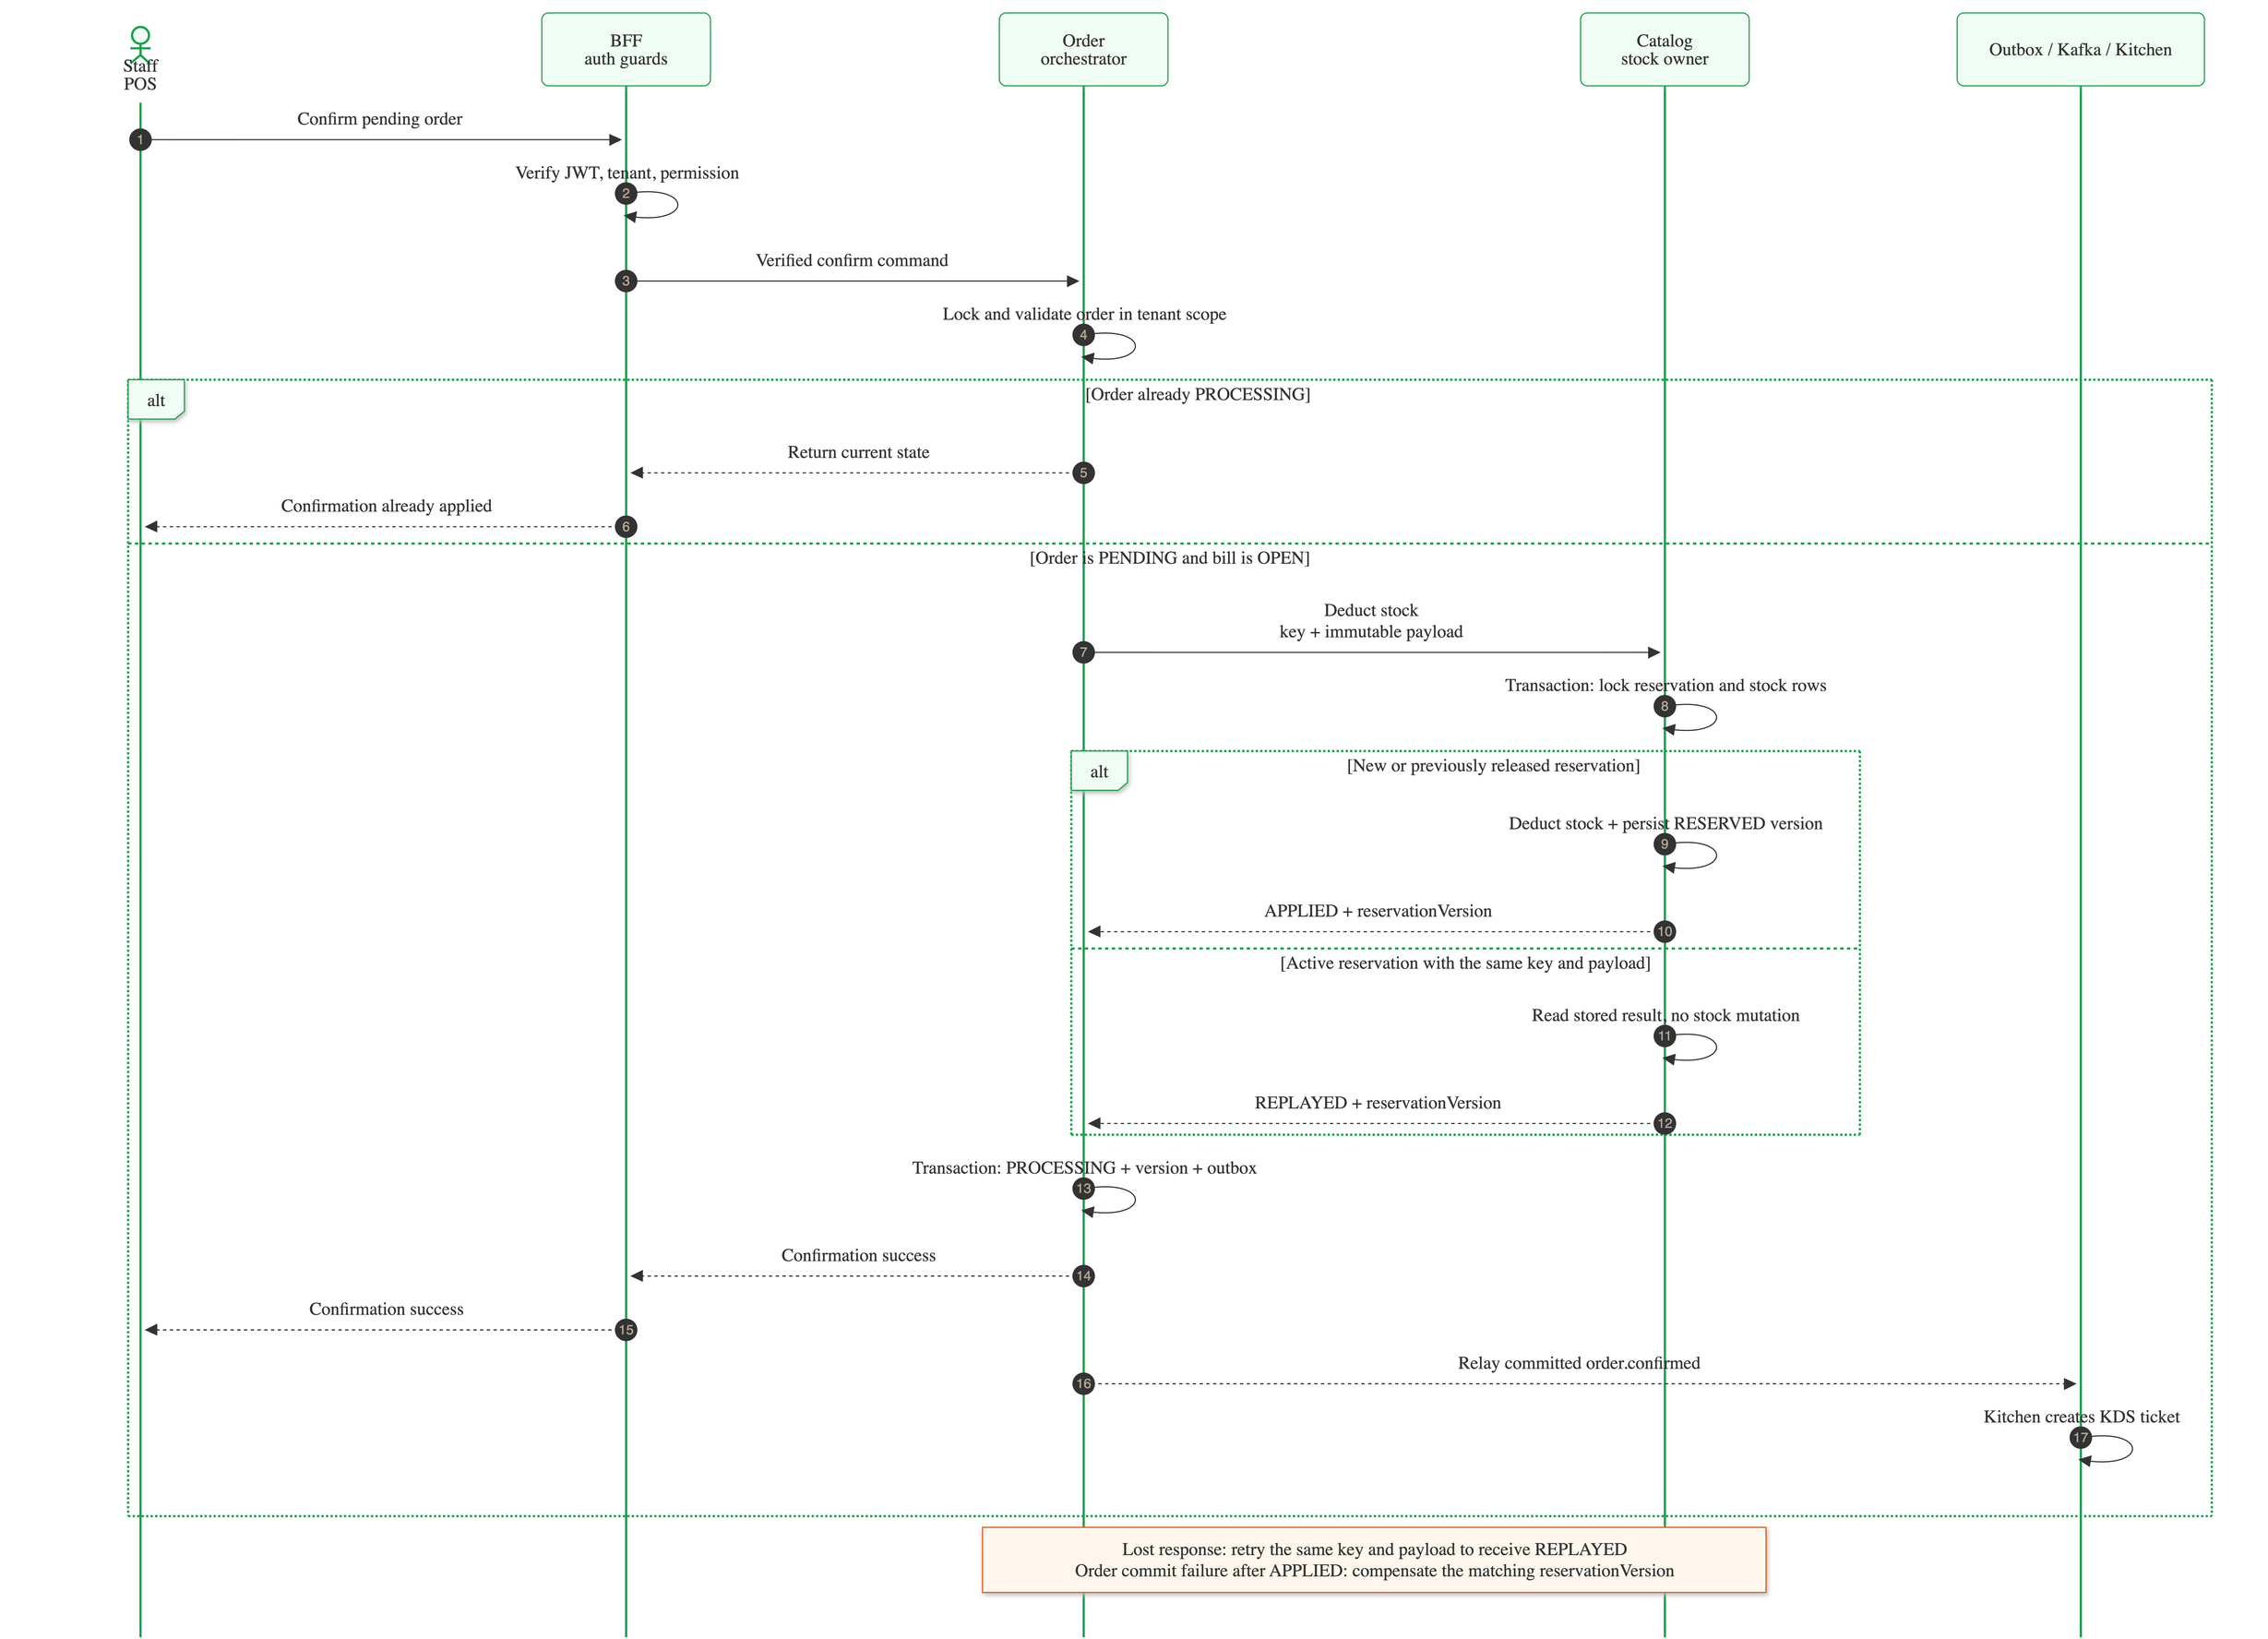 Staff
POS
BFF
auth guards
Order
orchestrator
Catalog
stock owner
Outbox / Kafka / Kitchen
Confirm pending order
1
Verify JWT, tenant, permission
2
Verified confirm command
3
Lock and validate order in tenant scope
4
alt
[Order already PROCESSING]
Return current state
5
Confirmation already applied
6
[Order is PENDING and bill is OPEN]
Deduct stock
key + immutable payload
7
Transaction: lock reservation and stock rows
8
alt
[New or previously released reservation]
Deduct stock + persist RESERVED version
9
APPLIED + reservationVersion
10
[Active reservation with the same key and payload]
Read stored result, no stock mutation
11
REPLAYED + reservationVersion
12
Transaction: PROCESSING + version + outbox
13
Confirmation success
14
Confirmation success
15
Relay committed order.confirmed
16
Kitchen creates KDS ticket
17
Lost response: retry the same key and payload to receive REPLAYED
Order commit failure after APPLIED: compensate the matching reservationVersion